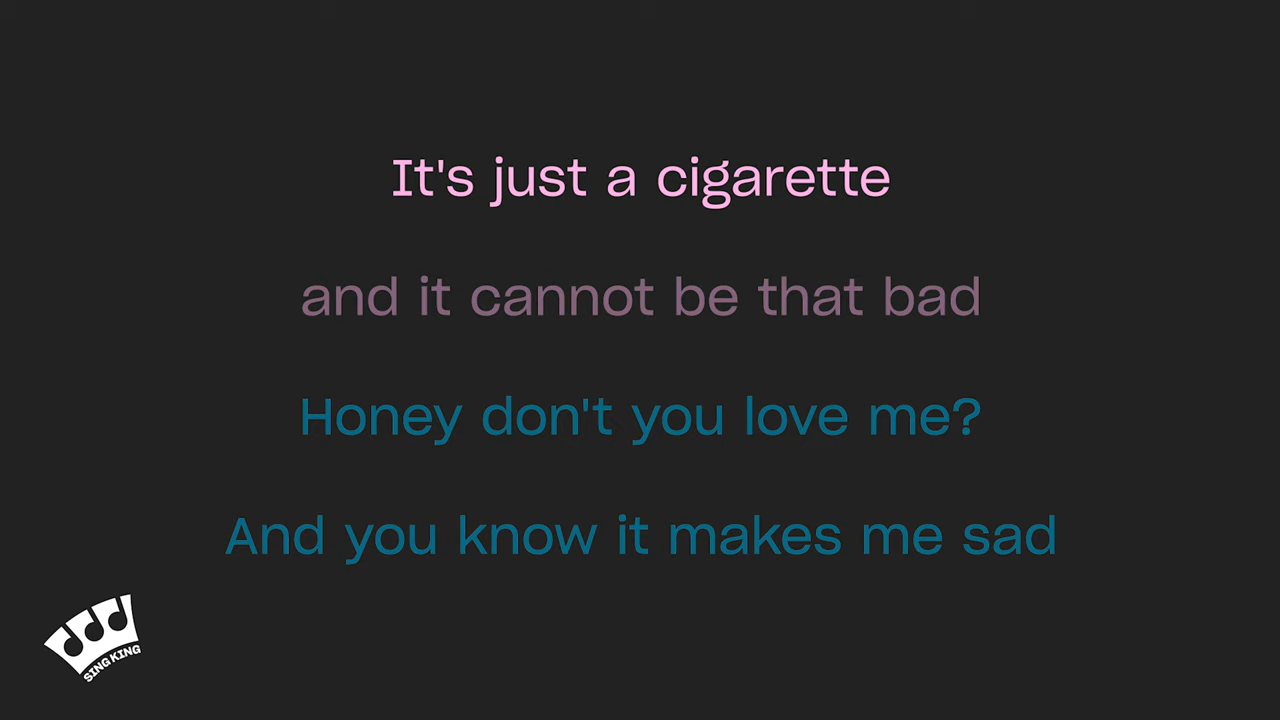 It's just a cigarette
and it cannot be that bad
Honey don't you love me?
And you know it makes me sad
SING KING